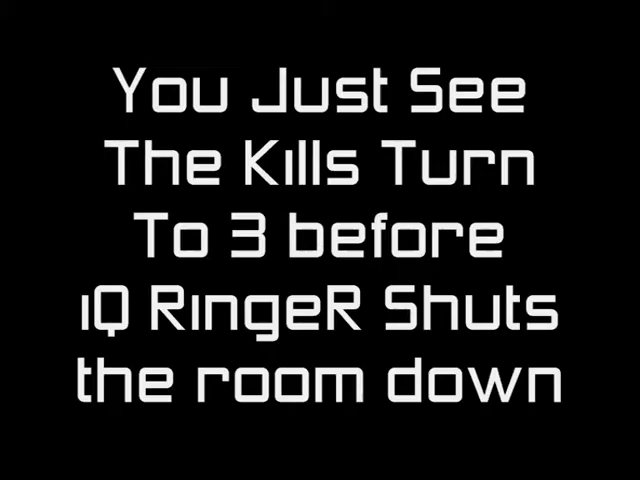 You Just See
The Kills Turn
To 3 before
iQ RingeR Shuts
the room down